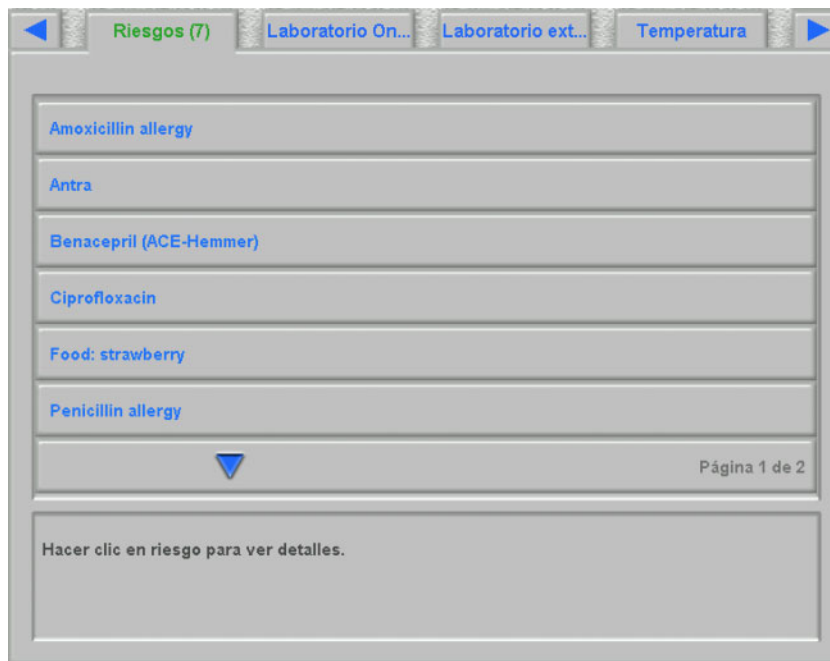 Riesgos (7)
Laboratorio On...
Laboratorio ext...
Temperatura
Amoxicillin allergy
Antra
Benacepril (ACE-Hemmer)
Ciprofloxacin
Food: strawberry
Penicillin allergy
Página 1 de 2
Hacer clic en riesgo para ver detalles.